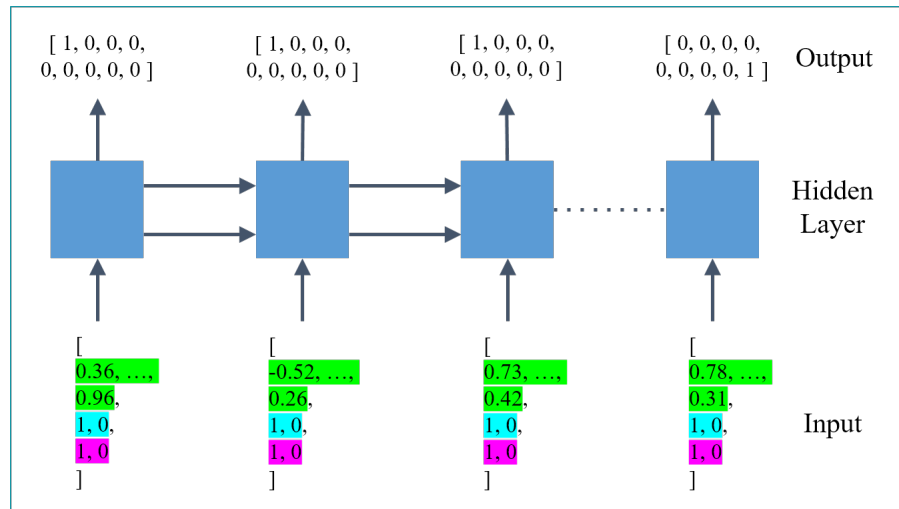 [ 1, 0, 0, 0,
0, 0, 0, 0, 0 ]
[ 1, 0, 0, 0,
0, 0, 0, 0, 0 ]
[ 1, 0, 0, 0,
0, 0, 0, 0, 0 ]
[ 0, 0, 0, 0,
0, 0, 0, 0, 1 ]
Output
Hidden
Layer
[
0.36, …,
0.96,
1, 0,
1, 0
]
[
-0.52, …,
0.26,
1, 0,
1, 0
]
[
0.73, …,
0.42,
1, 0,
1, 0
]
[
0.78, …,
0.31,
1, 0,
1, 0
]
Input